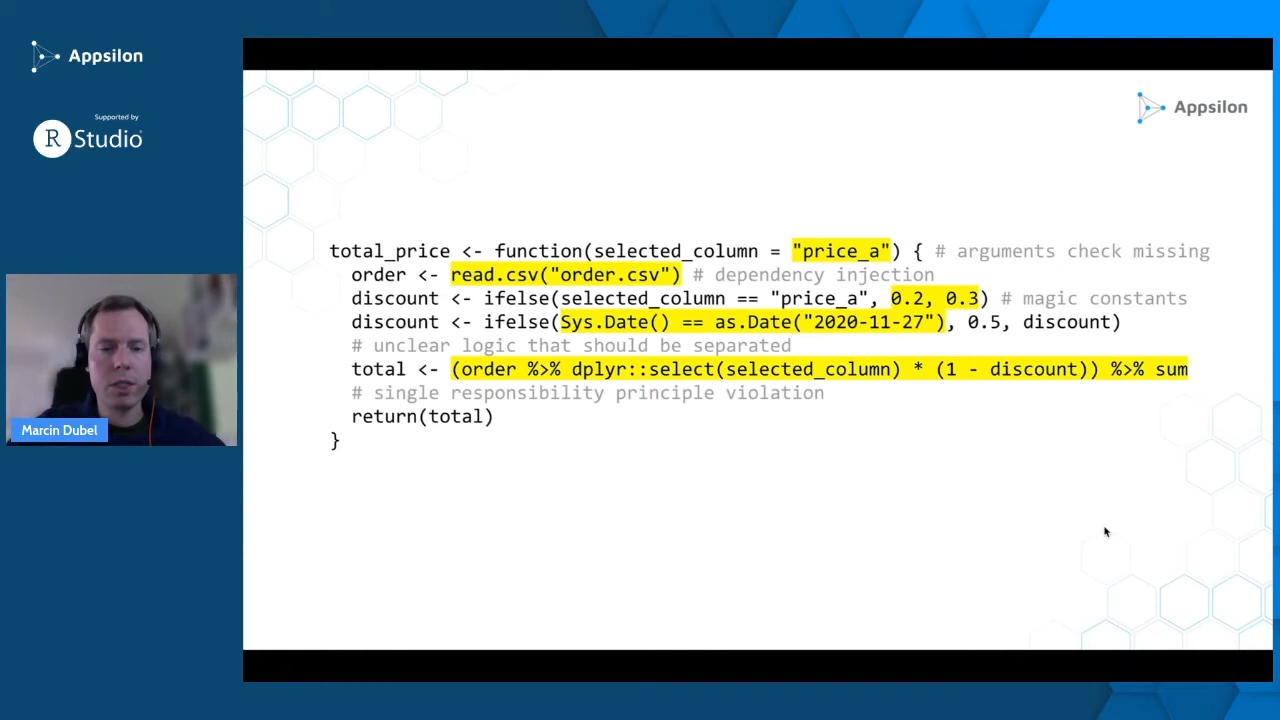 Appsilon
Supported by
R Studio
Appsilon
total_price <- function(selected_column = "price_a") { # arguments check missing
order <- read.csv("order.csv") # dependency injection
discount <- ifelse(selected_column == "price_a", 0.2, 0.3) # magic constants
discount <- ifelse(Sys.Date() == as.Date("2020-11-27"), 0.5, discount)
# unclear logic that should be separated
total <- (order %>% dplyr::select(selected_column) * (1 - discount)) %>% sum
# single responsibility principle violation
return(total)
}
Marcin Dubel